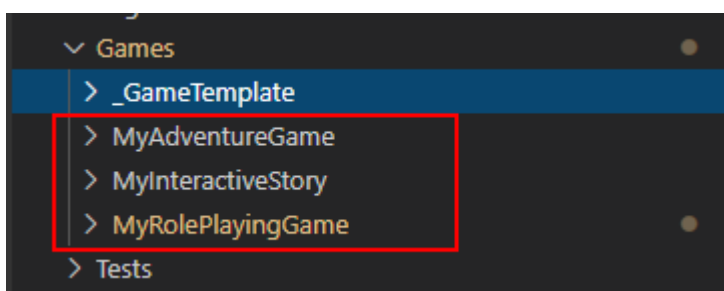 Games
_GameTemplate
MyAdventureGame
MyInteractiveStory
MyRolePlayingGame
Tests